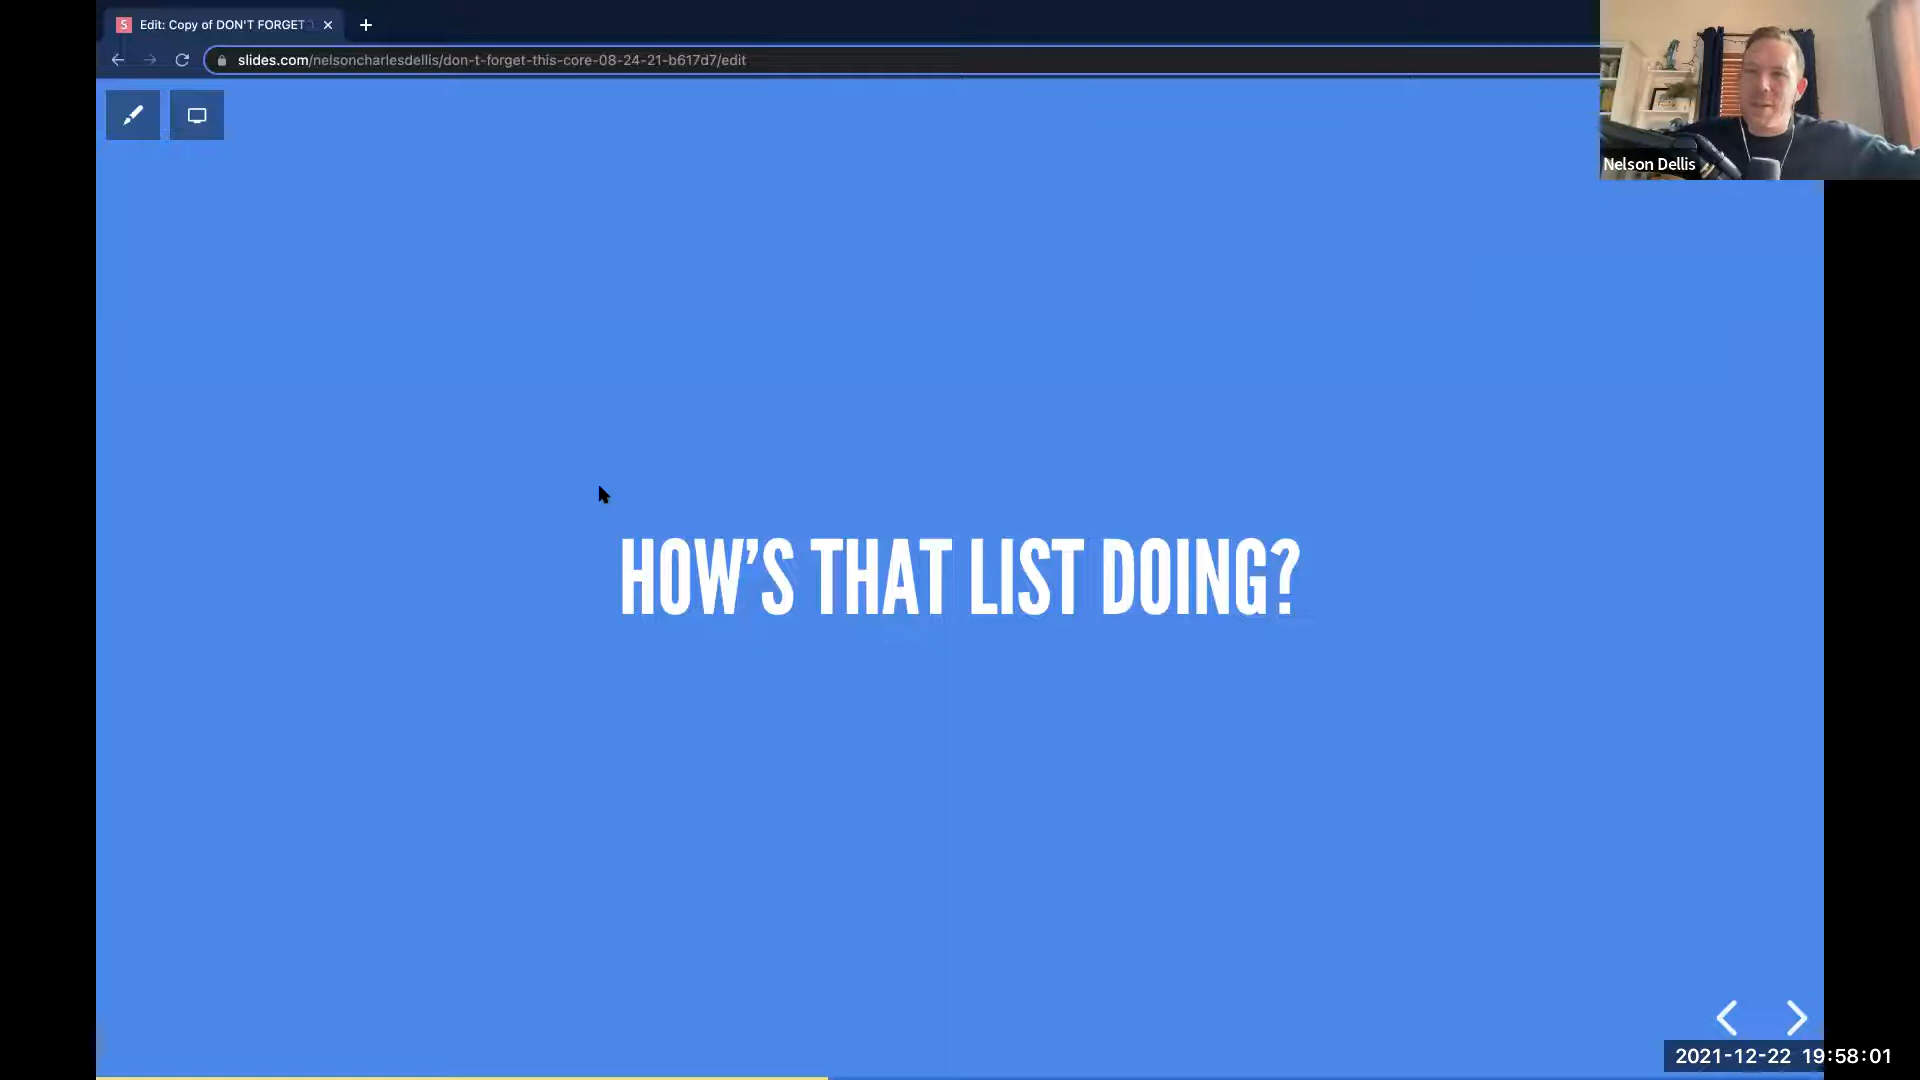 S Edit: Copy of DON'T FORGET
slides.com/nelsoncharlesdellis/don-t-forget-this-core-08-24-21-b617d7/edit
Nelson Dellis
HOW’S THAT LIST DOING?
2021-12-22 19:58:01